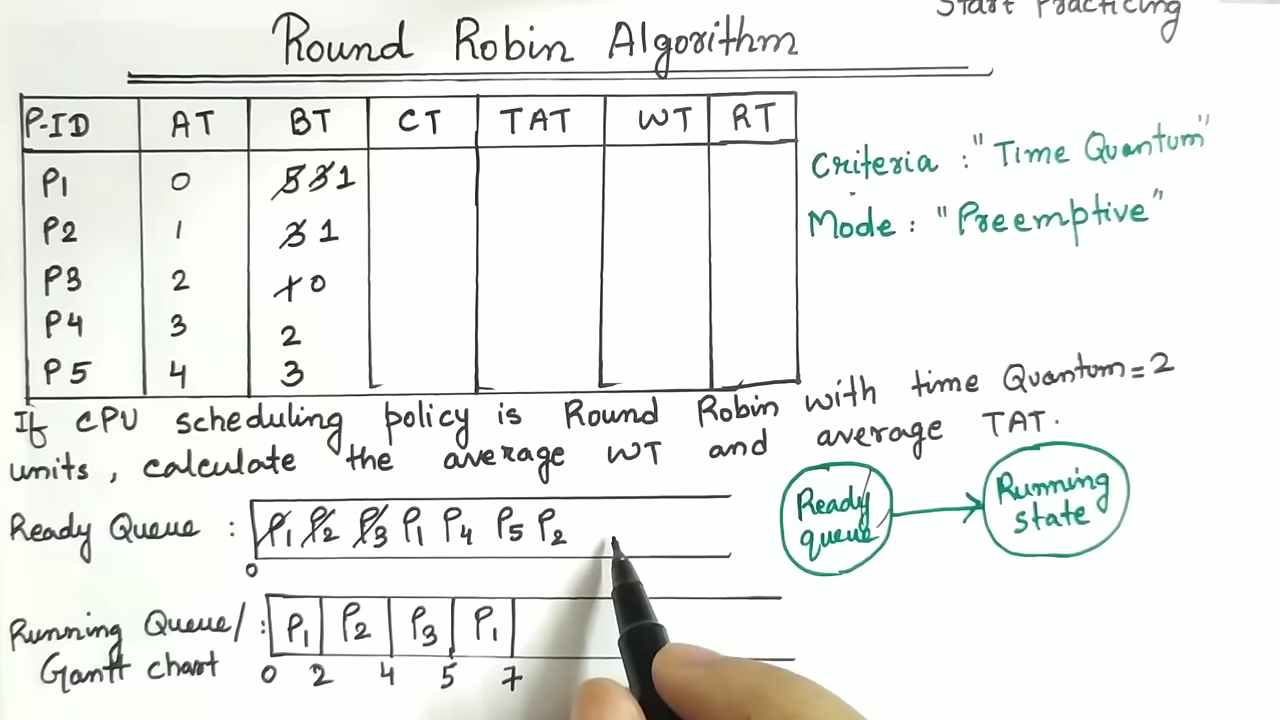 Start Practicing
Round Robin Algorithm
P-ID AT BT CT TAT WT RT
P1 0 5 3 1
P2 1 3 1
P3 2 1 0
P4 3 2
P5 4 3
Criteria : "Time Quantum"
Mode : "Preemptive"
If CPU scheduling policy is Round Robin with time Quantum = 2
units, calculate the average WT and average TAT.
Ready Queue : P1 P2 P3 P1 P4 P5 P2
0
Ready
queue
Running
state
Running Queue/ : P1 P2 P3 P1
Gantt chart 0 2 4 5 7